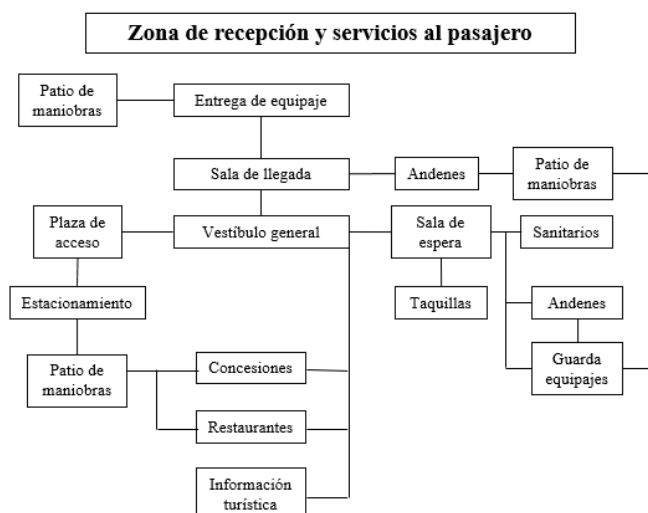 Zona de recepción y servicios al pasajero
Patio de
maniobras
Entrega de equipaje
Sala de llegada
Andenes
Patio de
maniobras
Plaza de
acceso
Vestíbulo general
Sala de
espera
Sanitarios
Estacionamiento
Taquillas
Andenes
Patio de
maniobras
Concesiones
Guarda
equipajes
Restaurantes
Información
turística